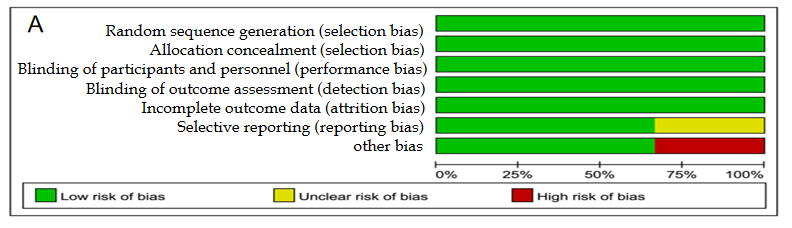 A
Random sequence generation (selection bias)
Allocation concealment (selection bias)
Blinding of participants and personnel (performance bias)
Blinding of outcome assessment (detection bias)
Incomplete outcome data (attrition bias)
Selective reporting (reporting bias)
other bias
0% 25% 50% 75% 100%
Low risk of bias Unclear risk of bias High risk of bias